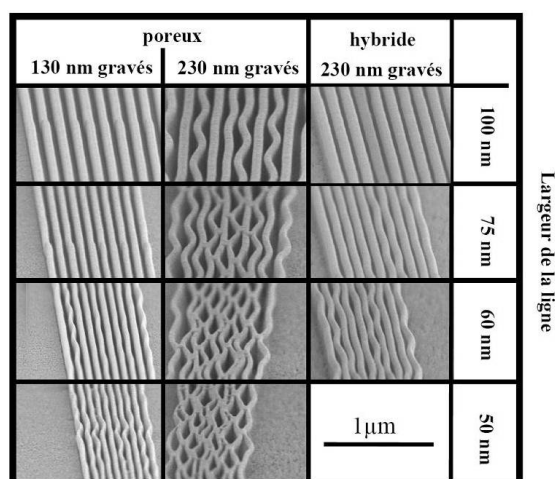 poreux
hybride
130 nm gravés
230 nm gravés
230 nm gravés
100 nm
75 nm
60 nm
50 nm
1µm
Largeur de la ligne